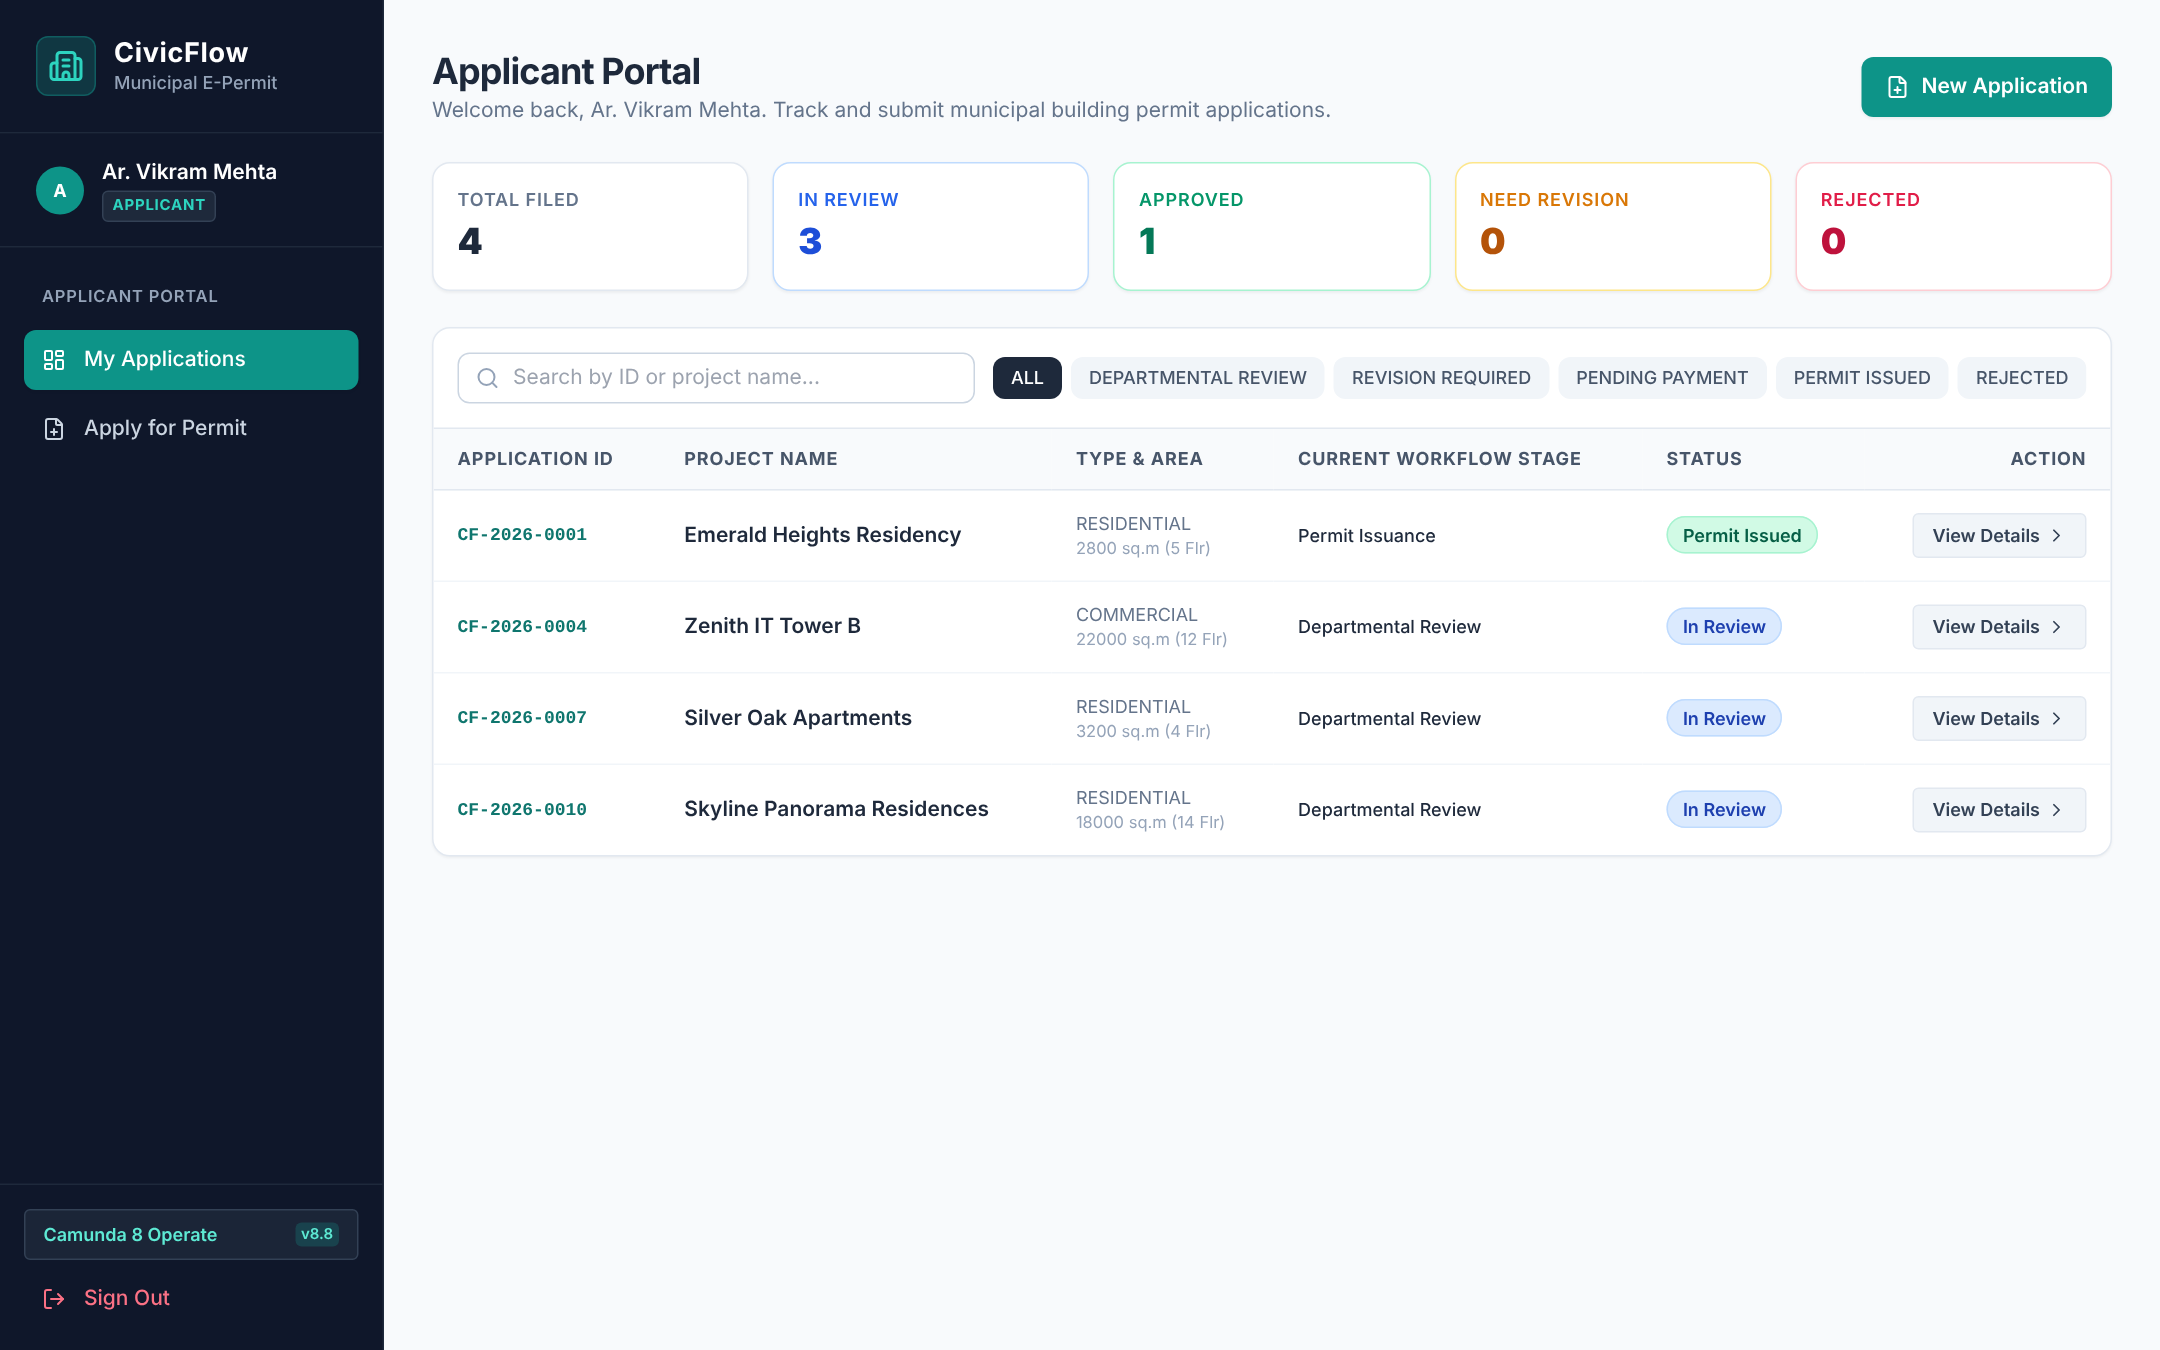 CivicFlow
Municipal E-Permit
A
Ar. Vikram Mehta
APPLICANT
APPLICANT PORTAL
My Applications
Apply for Permit
Camunda 8 Operate v8.8
Sign Out
Applicant Portal
Welcome back, Ar. Vikram Mehta. Track and submit municipal building permit applications.
New Application
TOTAL FILED
4
IN REVIEW
3
APPROVED
1
NEED REVISION
0
REJECTED
0
Search by ID or project name...
ALL DEPARTMENTAL REVIEW REVISION REQUIRED PENDING PAYMENT PERMIT ISSUED REJECTED
APPLICATION ID PROJECT NAME TYPE & AREA CURRENT WORKFLOW STAGE STATUS ACTION
CF-2026-0001 Emerald Heights Residency RESIDENTIAL
2800 sq.m (5 Flr) Permit Issuance Permit Issued View Details
CF-2026-0004 Zenith IT Tower B COMMERCIAL
22000 sq.m (12 Flr) Departmental Review In Review View Details
CF-2026-0007 Silver Oak Apartments RESIDENTIAL
3200 sq.m (4 Flr) Departmental Review In Review View Details
CF-2026-0010 Skyline Panorama Residences RESIDENTIAL
18000 sq.m (14 Flr) Departmental Review In Review View Details